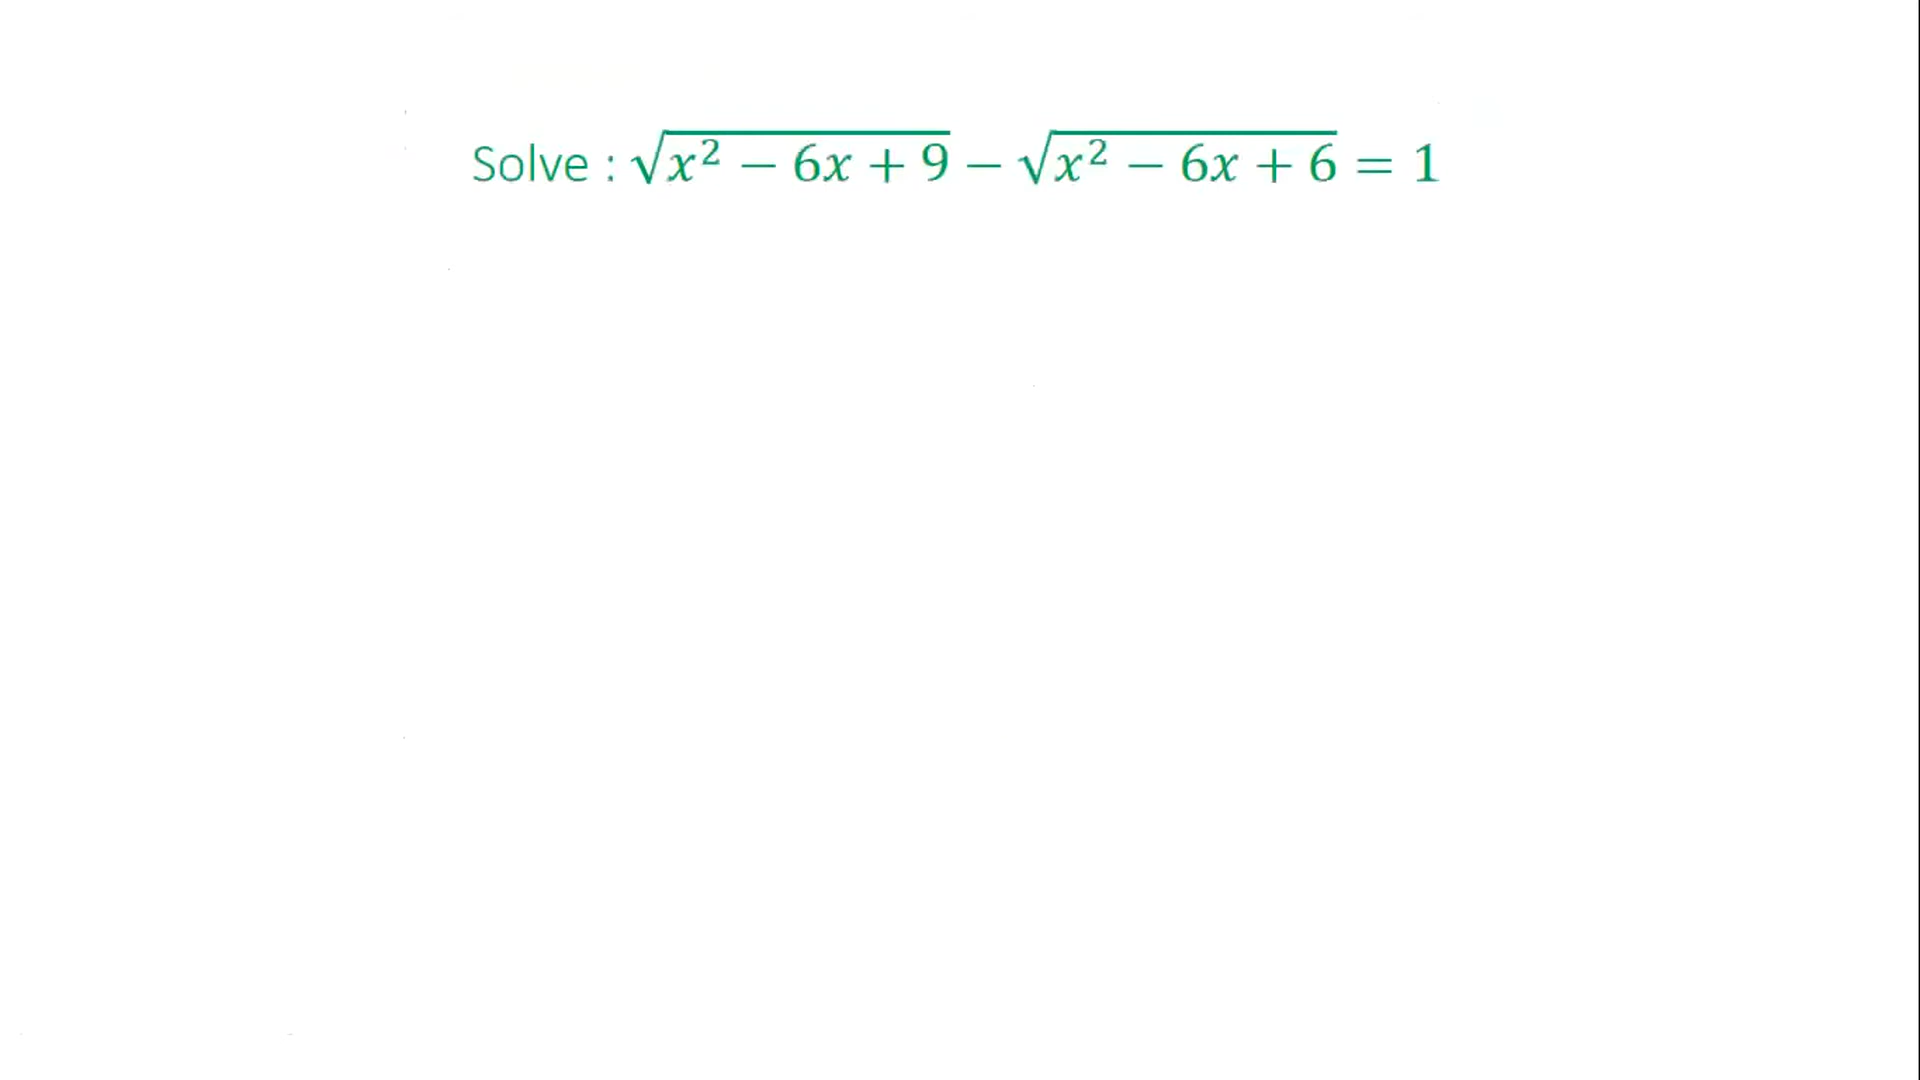 Solve : √(x² − 6x + 9) − √(x² − 6x + 6) = 1